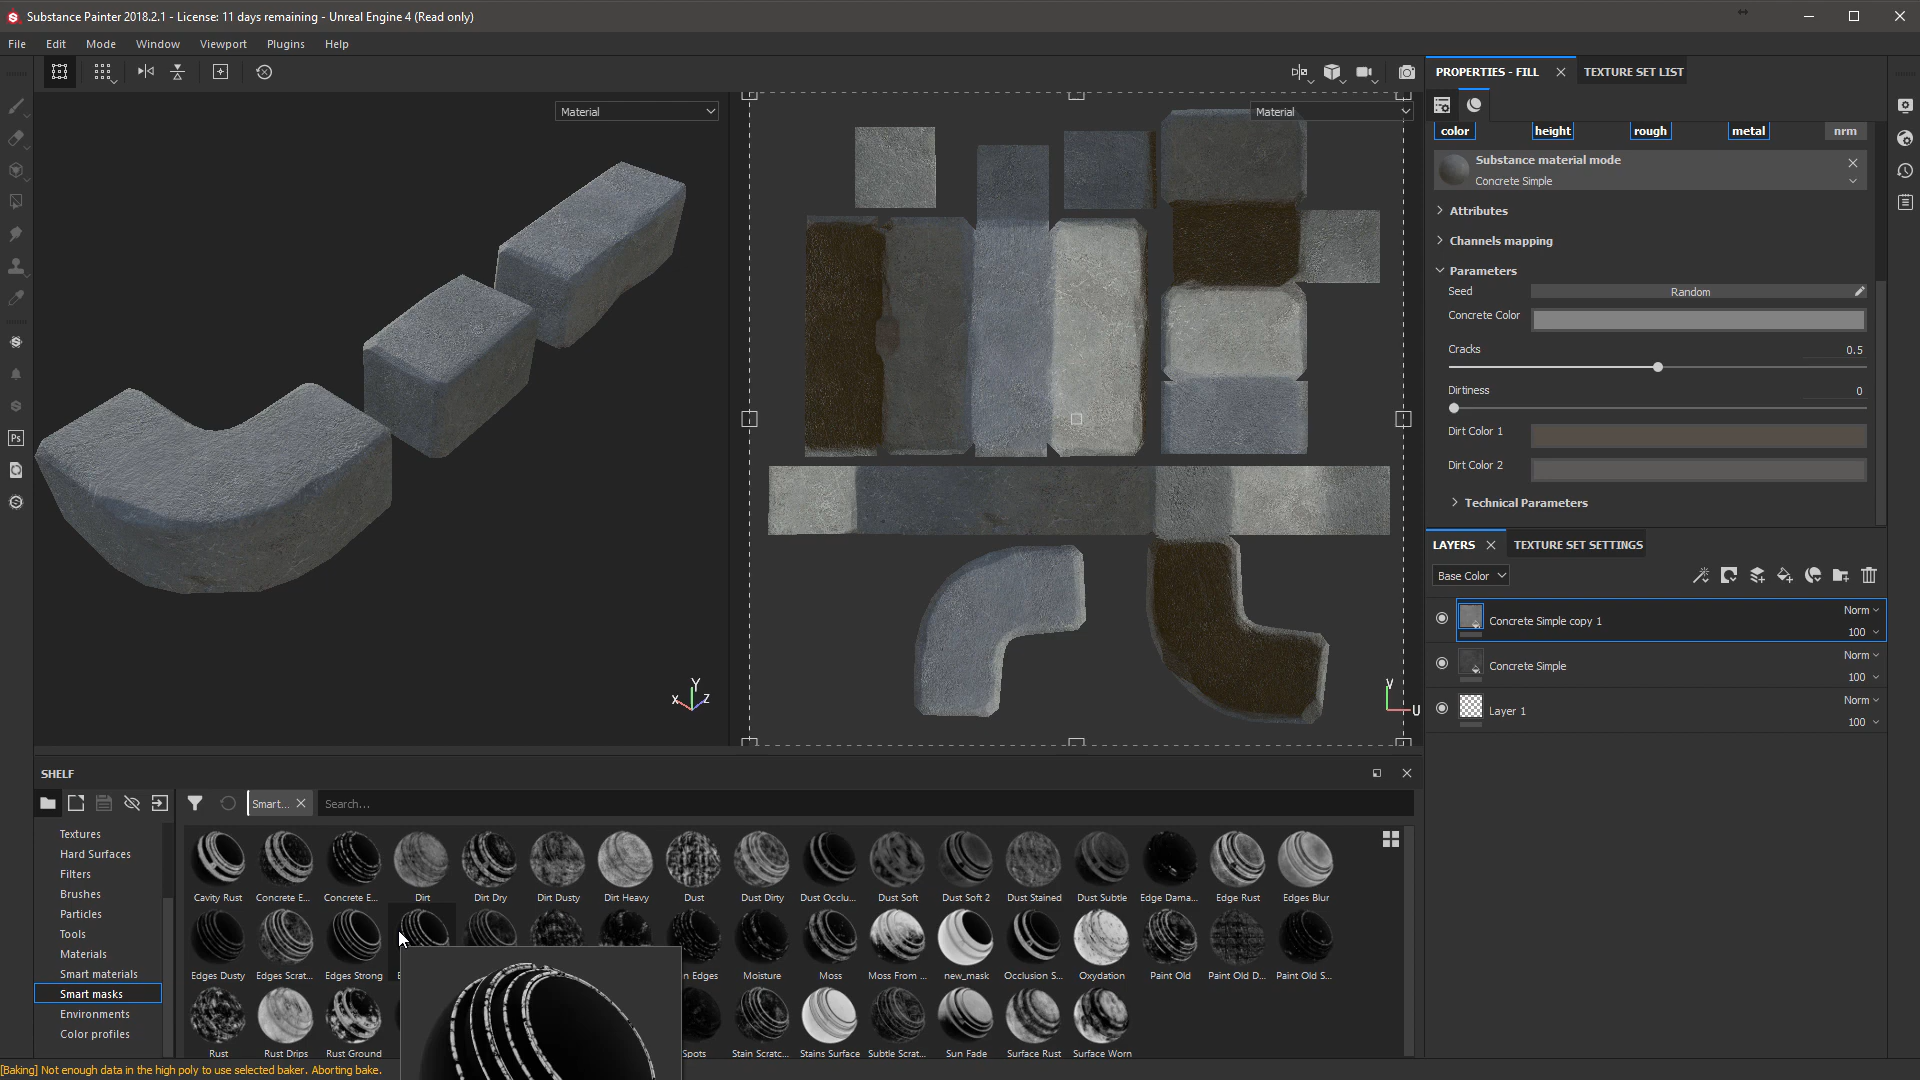 Substance Painter 2018.2.1 - License: 11 days remaining - Unreal Engine 4 (Read only)
File Edit Mode Window Viewport Plugins Help
Material
Material
X Y Z
V U
PROPERTIES - FILL
TEXTURE SET LIST
color height rough metal nrm
Substance material mode
Concrete Simple
Attributes
Channels mapping
Parameters
Seed Random
Concrete Color
Cracks 0.5
Dirtiness 0
Dirt Color 1
Dirt Color 2
Technical Parameters
LAYERS
TEXTURE SET SETTINGS
Base Color
Concrete Simple copy 1 Norm 100
Concrete Simple Norm 100
Layer 1 Norm 100
Ps
SHELF
Smart... Search...
Textures
Hard Surfaces
Filters
Brushes
Particles
Tools
Materials
Smart materials
Smart masks
Environments
Color profiles
Cavity Rust Concrete E... Concrete E... Dirt Dirt Dry Dirt Dusty Dirt Heavy Dust Dust Dirty Dust Occlu... Dust Soft Dust Soft 2 Dust Stained Dust Subtle Edge Dama... Edge Rust Edges Blur
Edges Dusty Edges Scrat... Edges Strong n Edges Moisture Moss Moss From ... new_mask Occlusion S... Oxydation Paint Old Paint Old D... Paint Old S...
Rust Rust Drips Rust Ground Spots Stain Scratc... Stains Surface Subtle Scrat... Sun Fade Surface Rust Surface Worn
[Baking] Not enough data in the high poly to use selected baker. Aborting bake.